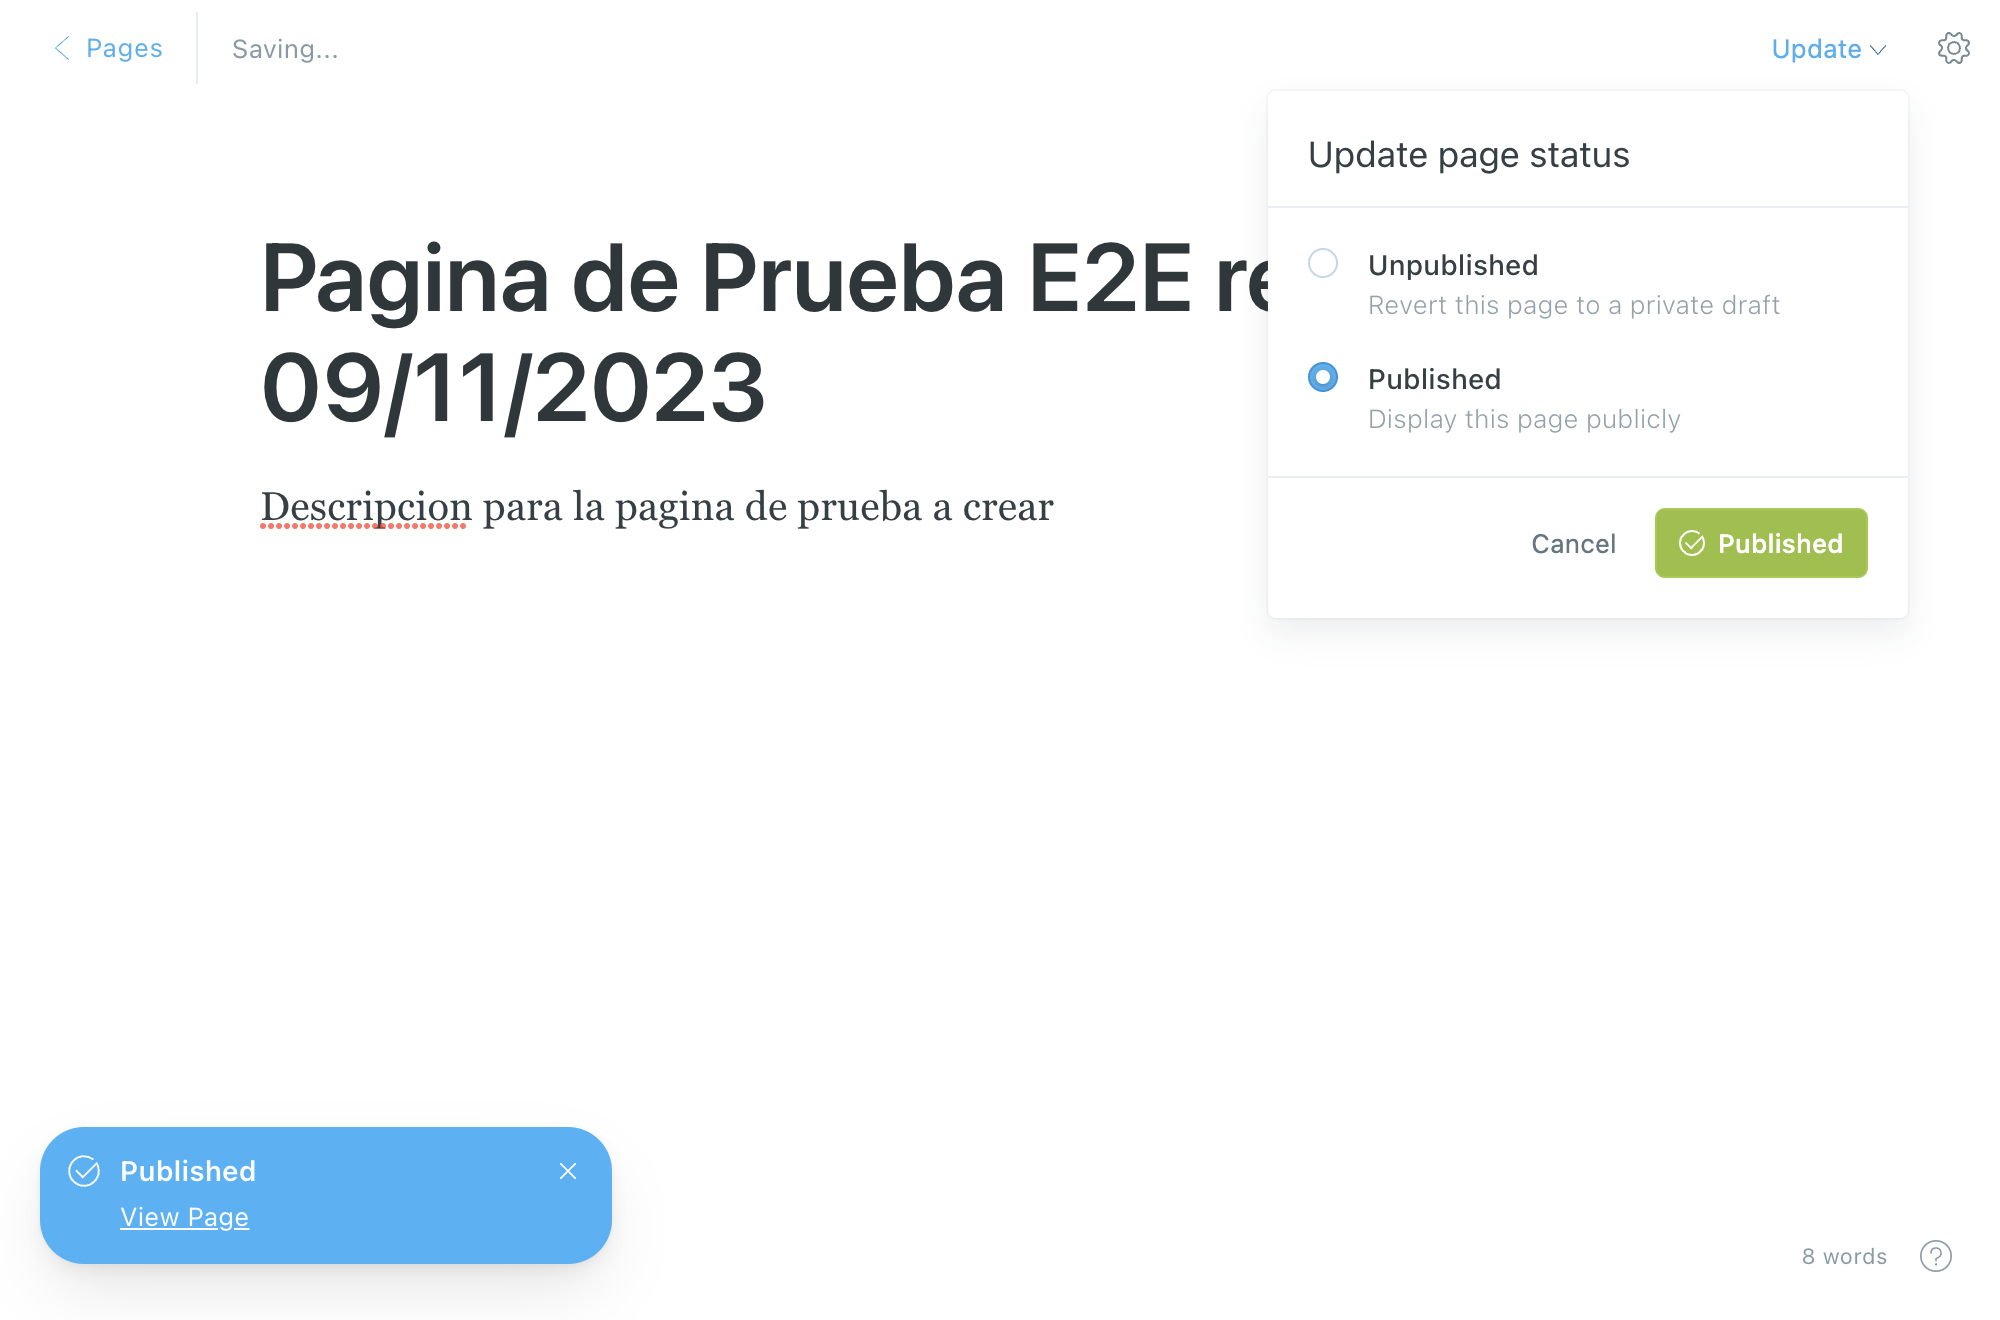 Pages
Saving...
Update
Update page status
Unpublished
Revert this page to a private draft
Published
Display this page publicly
Cancel
Published
Pagina de Prueba E2E
09/11/2023
Descripcion para la pagina de prueba a crear
Published
View Page
8 words
?